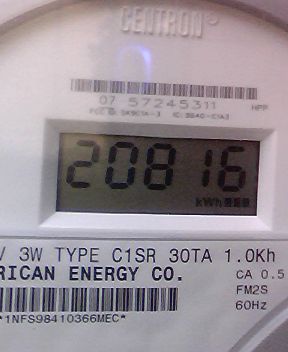 CENTRON®
07 57245311 HPP
20816
kWh
V 3W TYPE C1SR 30TA 1.0Kh
RICAN ENERGY CO. CA 0.5
FM2S
60Hz
*1NFS98410366MEC*